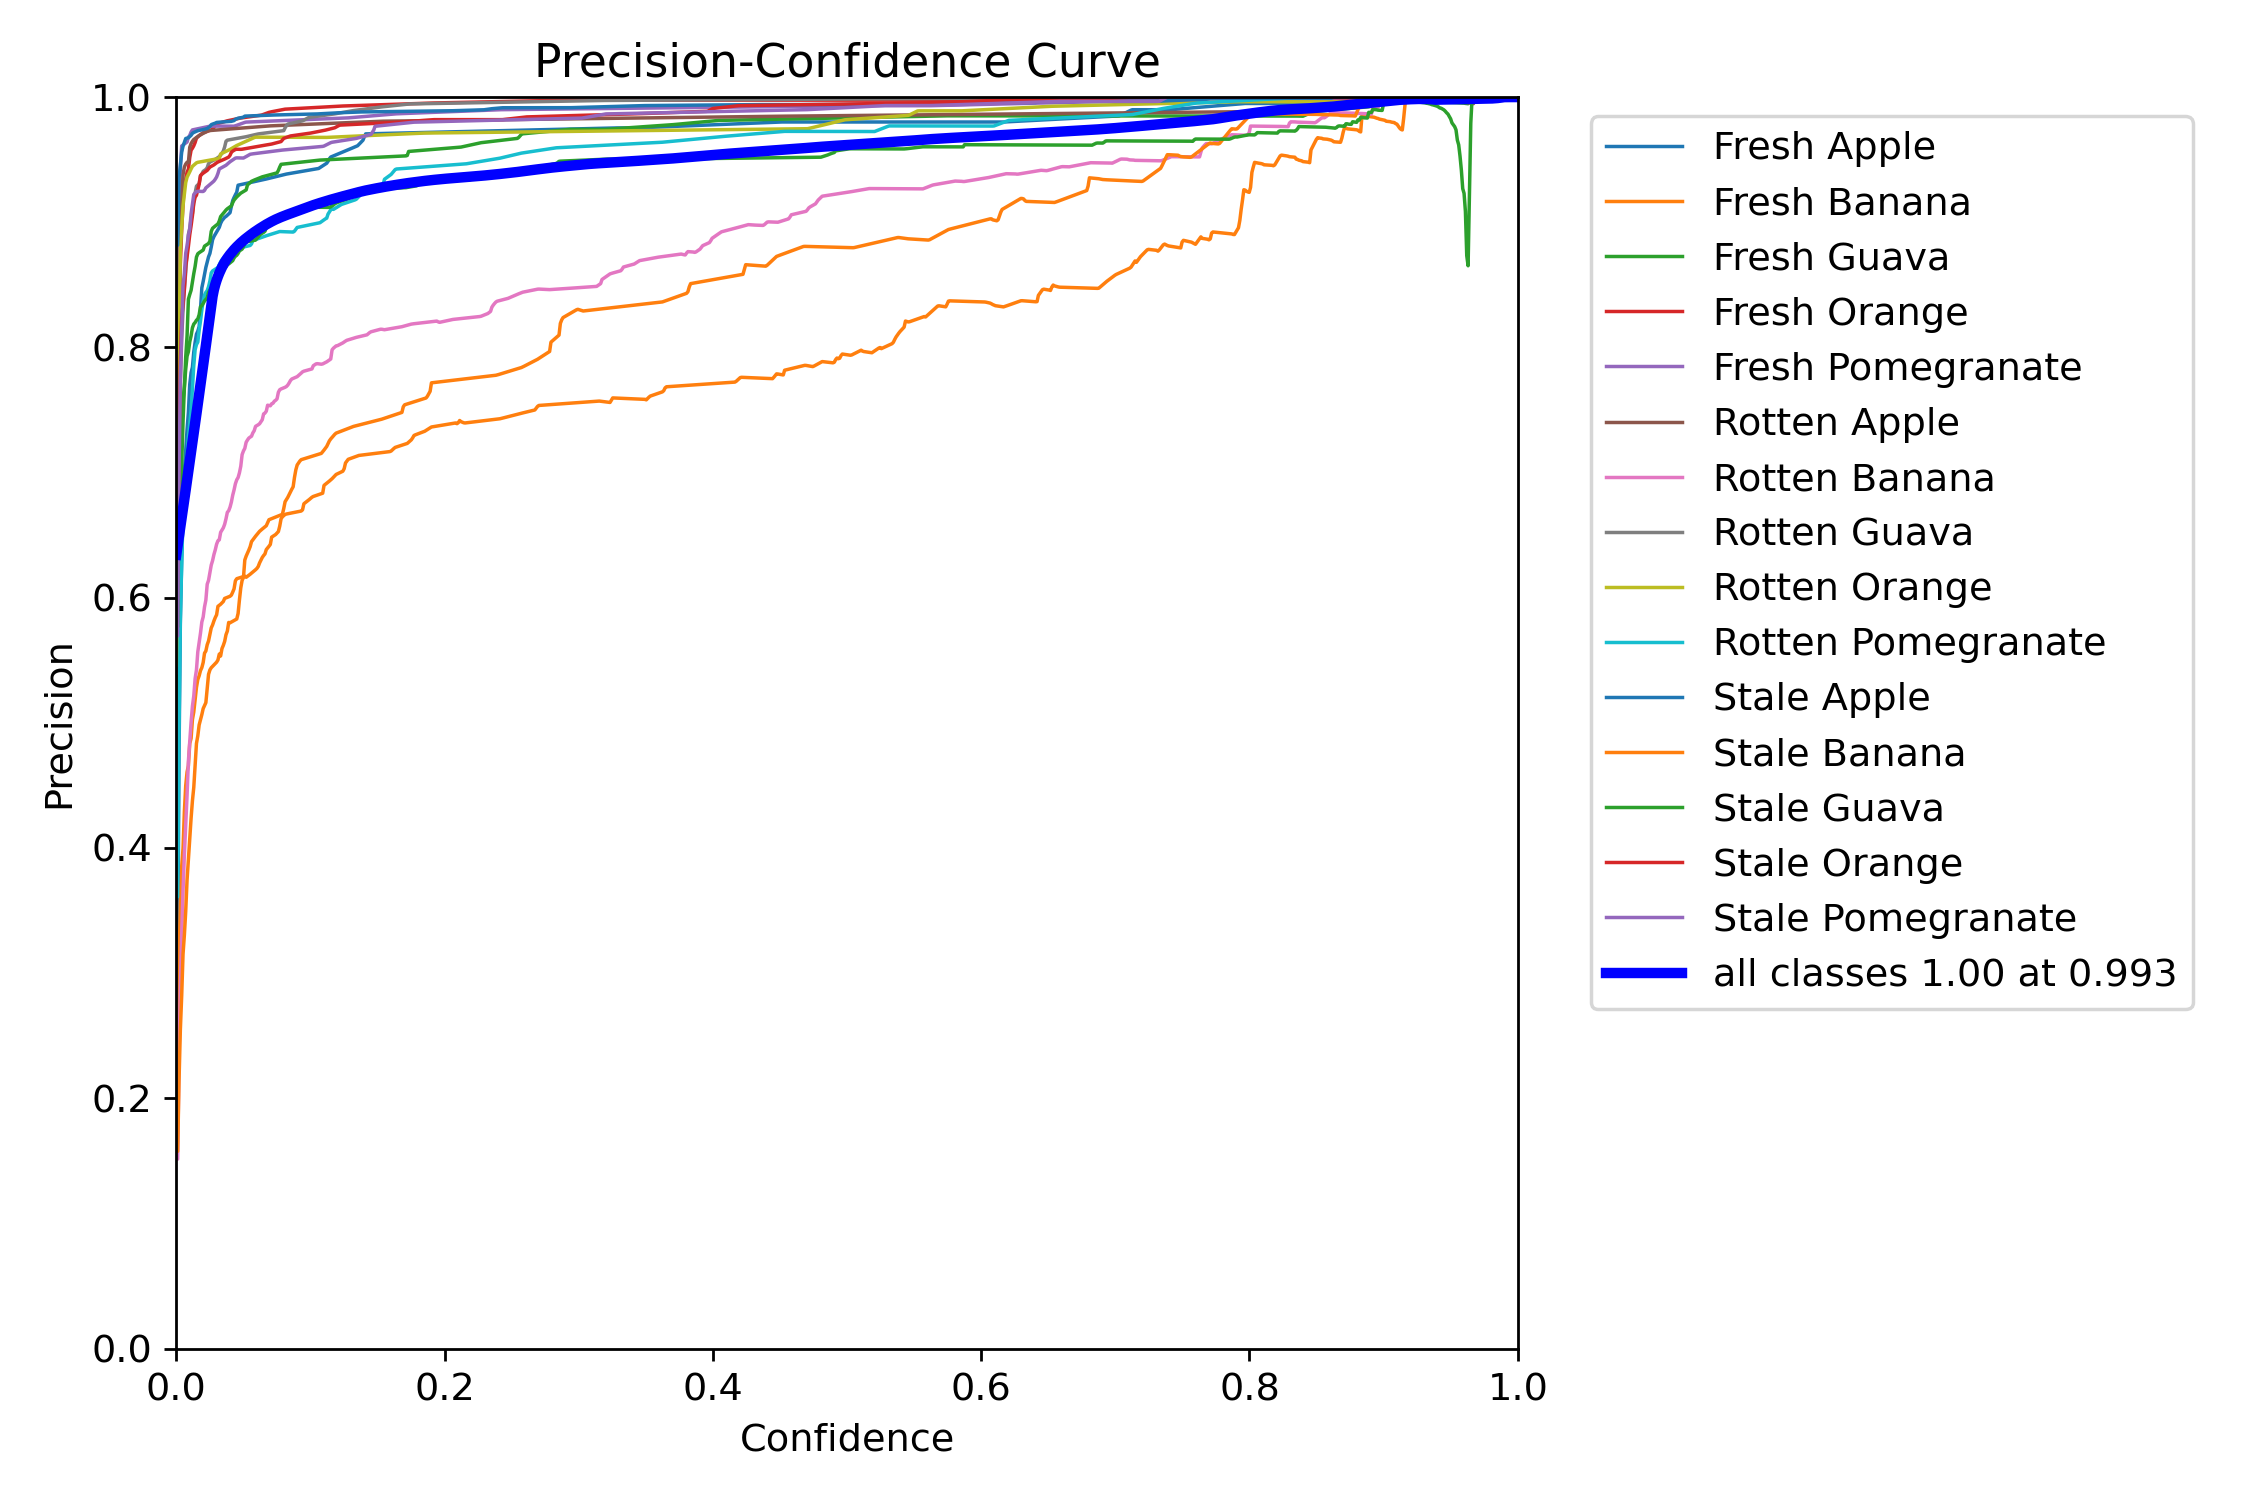 Precision-Confidence Curve
1.0
0.8
0.6
0.4
0.2
0.0
Precision
0.0 0.2 0.4 0.6 0.8 1.0
Confidence
Fresh Apple
Fresh Banana
Fresh Guava
Fresh Orange
Fresh Pomegranate
Rotten Apple
Rotten Banana
Rotten Guava
Rotten Orange
Rotten Pomegranate
Stale Apple
Stale Banana
Stale Guava
Stale Orange
Stale Pomegranate
all classes 1.00 at 0.993